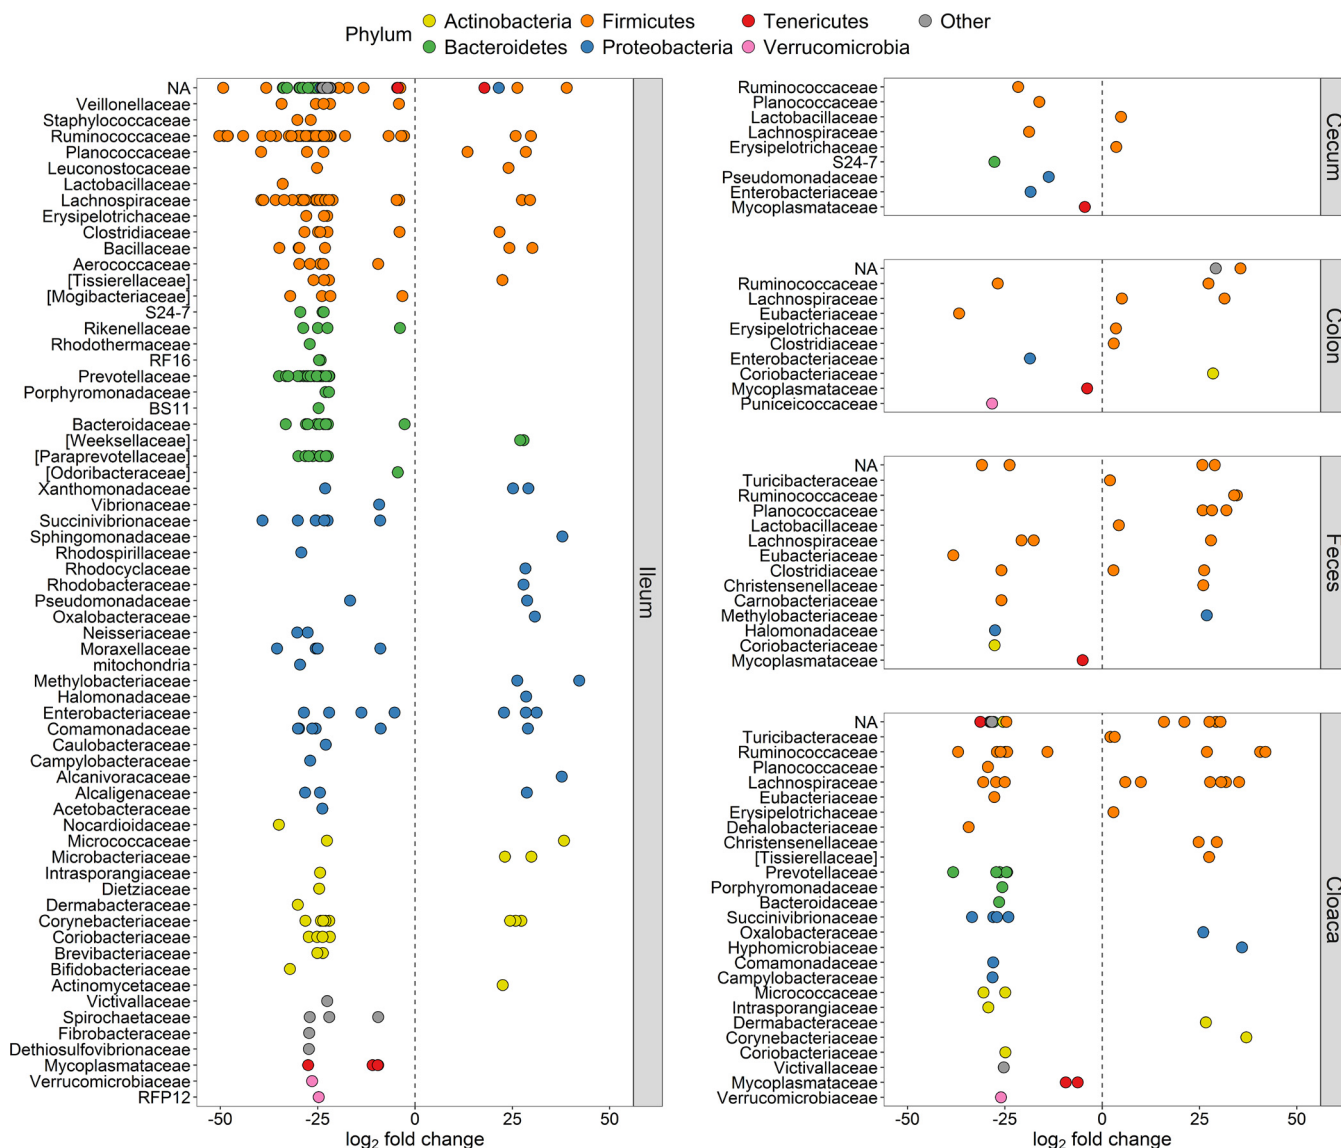 Phylum
Actinobacteria Firmicutes Tenericutes Other
Bacteroidetes Proteobacteria Verrucomicrobia
NA
Veillonellaceae
Staphylococcaceae
Ruminococcaceae
Planococcaceae
Leuconostocaceae
Lactobacillaceae
Lachnospiraceae
Erysipelotrichaceae
Clostridiaceae
Bacillaceae
Aerococcaceae
[Tissierellaceae]
[Mogibacteriaceae]
S24-7
Rikenellaceae
Rhodothermaceae
RF16
Prevotellaceae
Porphyromonadaceae
BS11
Bacteroidaceae
[Weeksellaceae]
[Paraprevotellaceae]
[Odoribacteraceae]
Xanthomonadaceae
Vibrionaceae
Succinivibrionaceae
Sphingomonadaceae
Rhodospirillaceae
Rhodocyclaceae
Rhodobacteraceae
Pseudomonadaceae
Oxalobacteraceae
Neisseriaceae
Moraxellaceae
mitochondria
Methylobacteriaceae
Halomonadaceae
Enterobacteriaceae
Comamonadaceae
Caulobacteraceae
Campylobacteraceae
Alcanivoracaceae
Alcaligenaceae
Acetobacteraceae
Nocardioidaceae
Micrococcaceae
Microbacteriaceae
Intrasporangiaceae
Dietziaceae
Dermabacteraceae
Corynebacteriaceae
Coriobacteriaceae
Brevibacteriaceae
Bifidobacteriaceae
Actinomycetaceae
Victivallaceae
Spirochaetaceae
Fibrobacteraceae
Dethiosulfovibrionaceae
Mycoplasmataceae
Verrucomicrobiaceae
RFP12
Ileum
-50 -25 0 25 50
log2 fold change
Ruminococcaceae
Planococcaceae
Lactobacillaceae
Lachnospiraceae
Erysipelotrichaceae
S24-7
Pseudomonadaceae
Enterobacteriaceae
Mycoplasmataceae
Cecum
NA
Ruminococcaceae
Lachnospiraceae
Eubacteriaceae
Erysipelotrichaceae
Clostridiaceae
Enterobacteriaceae
Coriobacteriaceae
Mycoplasmataceae
Puniceicoccaceae
Colon
NA
Turicibacteraceae
Ruminococcaceae
Planococcaceae
Lactobacillaceae
Lachnospiraceae
Eubacteriaceae
Clostridiaceae
Christensenellaceae
Carnobacteriaceae
Methylobacteriaceae
Halomonadaceae
Coriobacteriaceae
Mycoplasmataceae
Feces
NA
Turicibacteraceae
Ruminococcaceae
Planococcaceae
Lachnospiraceae
Eubacteriaceae
Erysipelotrichaceae
Dehalobacteriaceae
Christensenellaceae
[Tissierellaceae]
Prevotellaceae
Porphyromonadaceae
Bacteroidaceae
Succinivibrionaceae
Oxalobacteraceae
Hyphomicrobiaceae
Comamonadaceae
Campylobacteraceae
Micrococcaceae
Intrasporangiaceae
Dermabacteraceae
Corynebacteriaceae
Coriobacteriaceae
Victivallaceae
Mycoplasmataceae
Verrucomicrobiaceae
Cloaca
-50 -25 0 25 50
log2 fold change